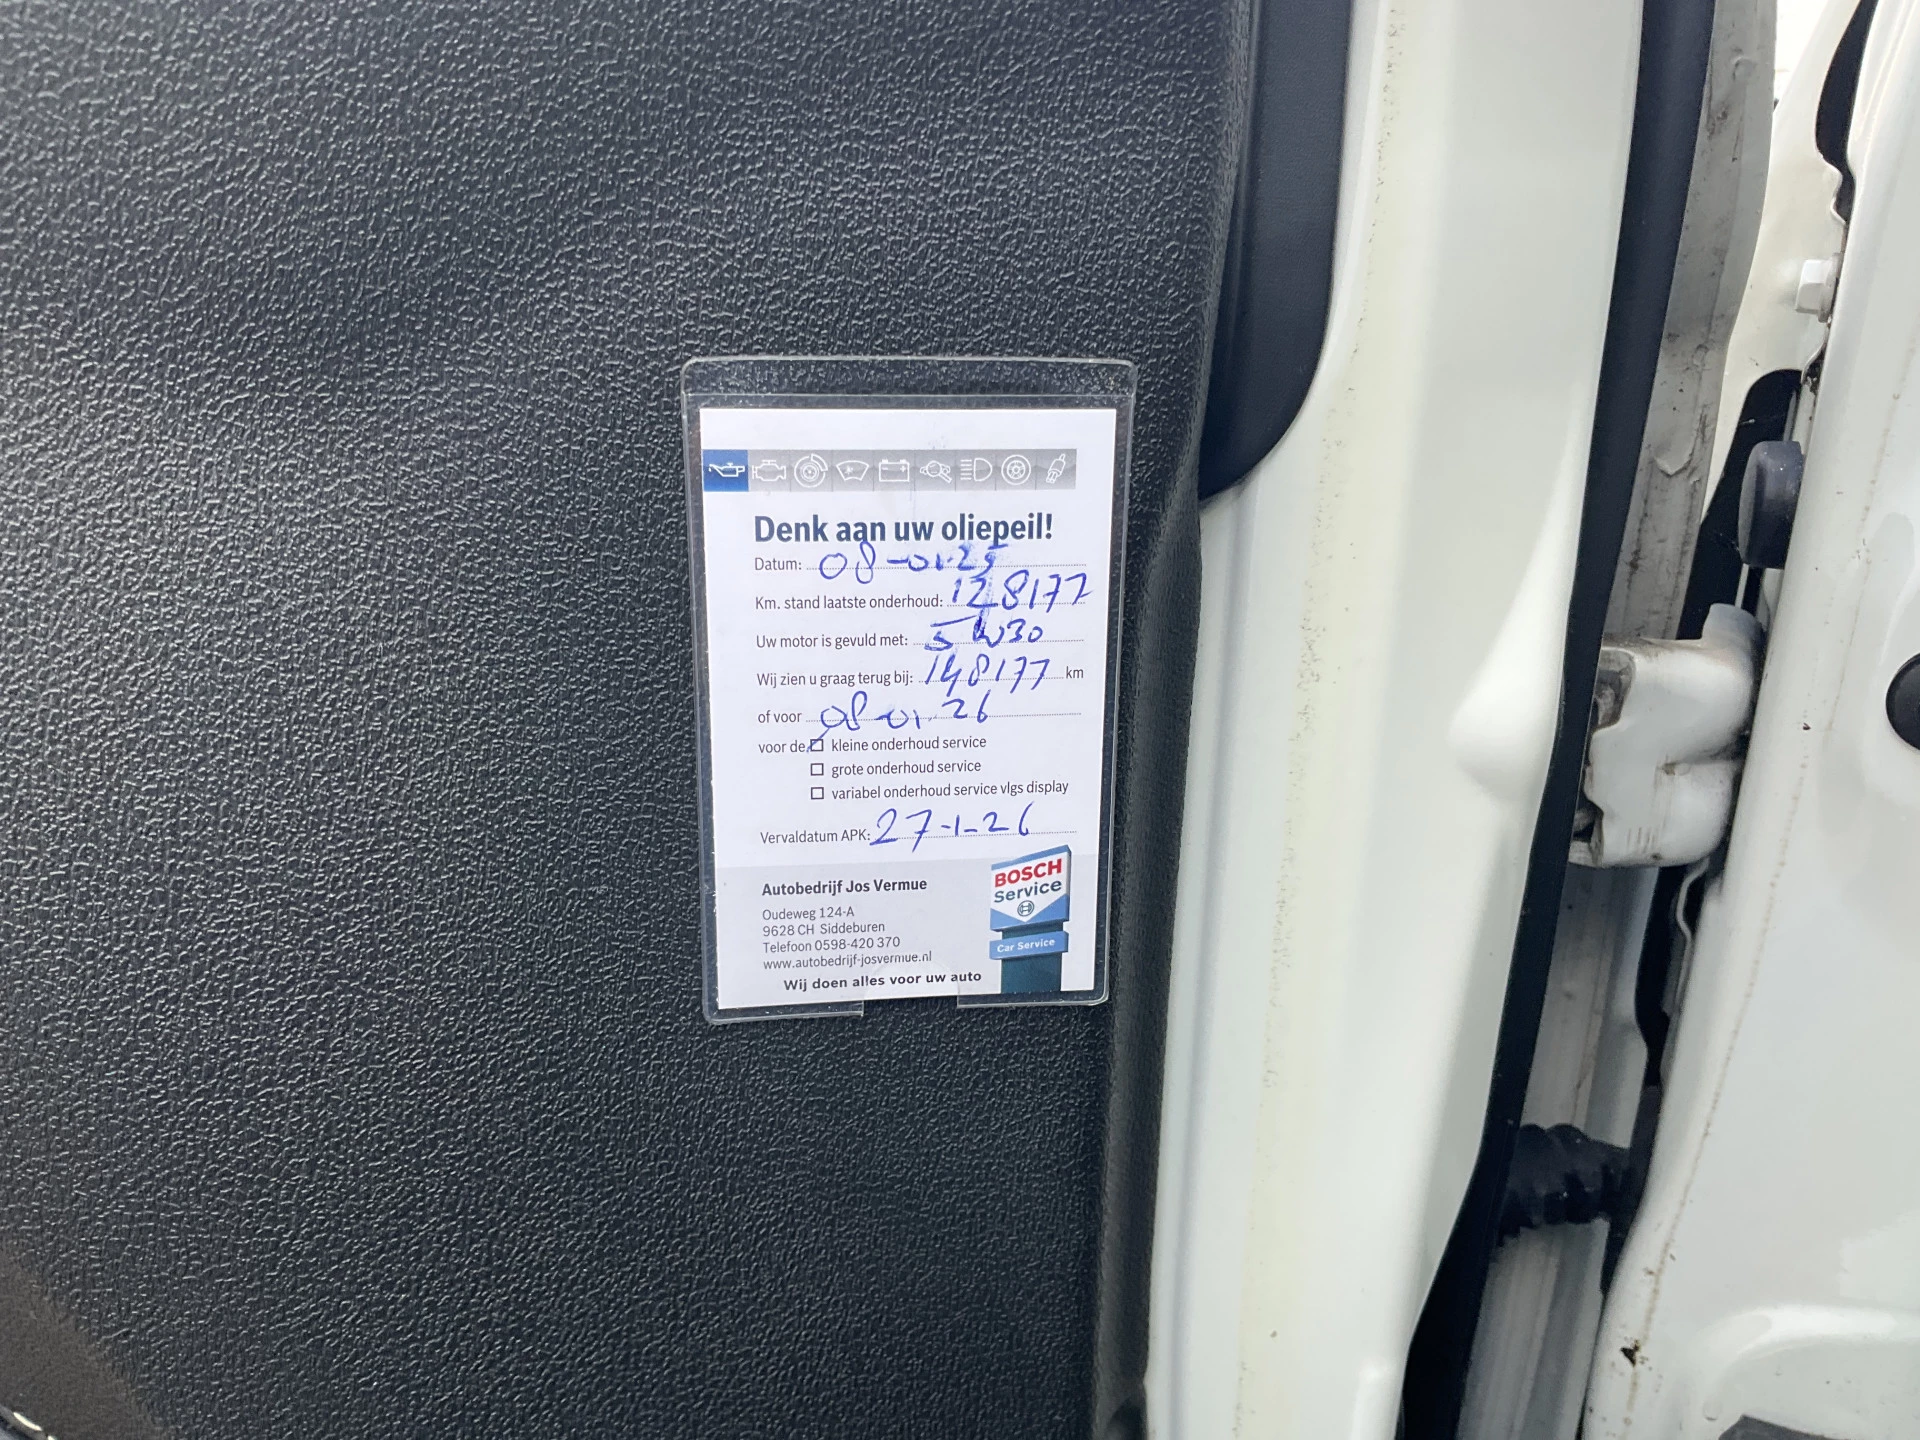 Denk aan uw oliepeil!
Datum: 08-01-25
Km. stand laatste onderhoud: 128177
Uw motor is gevuld met: 5W30
Wij zien u graag terug bij: 148177 km
of voor 08-01-26
voor de ☐ kleine onderhoud service
☐ grote onderhoud service
☐ variabel onderhoud service vlgs display
Vervaldatum APK: 27-1-26
Autobedrijf Jos Vermue
Oudeweg 124-A
9628 CH Siddeburen
Telefoon 0598-420 370
www.autobedrijf-josvermue.nl
Wij doen alles voor uw auto
BOSCH
Service
Car Service